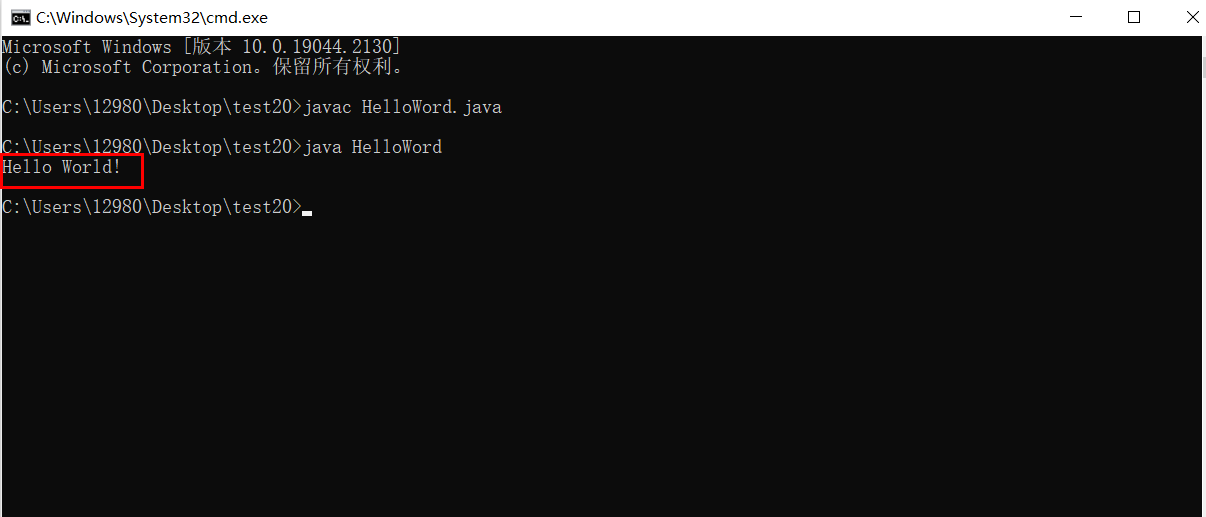 C:\Windows\System32\cmd.exe
Microsoft Windows [版本 10.0.19044.2130]
(c) Microsoft Corporation。保留所有权利。
C:\Users\12980\Desktop\test20>javac HelloWord.java
C:\Users\12980\Desktop\test20>java HelloWord
Hello World!
C:\Users\12980\Desktop\test20>